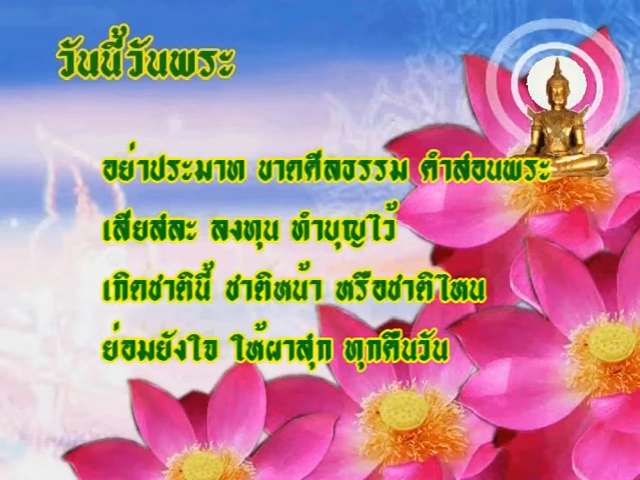 วันนี้วันพระ
อย่าประมาท ขาดศีลธรรม คำสอนพระ
เสียสละ ลงทุน ทำบุญไว้
เกิดชาตินี้ ชาติหน้า หรือชาติไหน
ย่อมยังใจ ให้ผาสุก ทุกคืนวัน